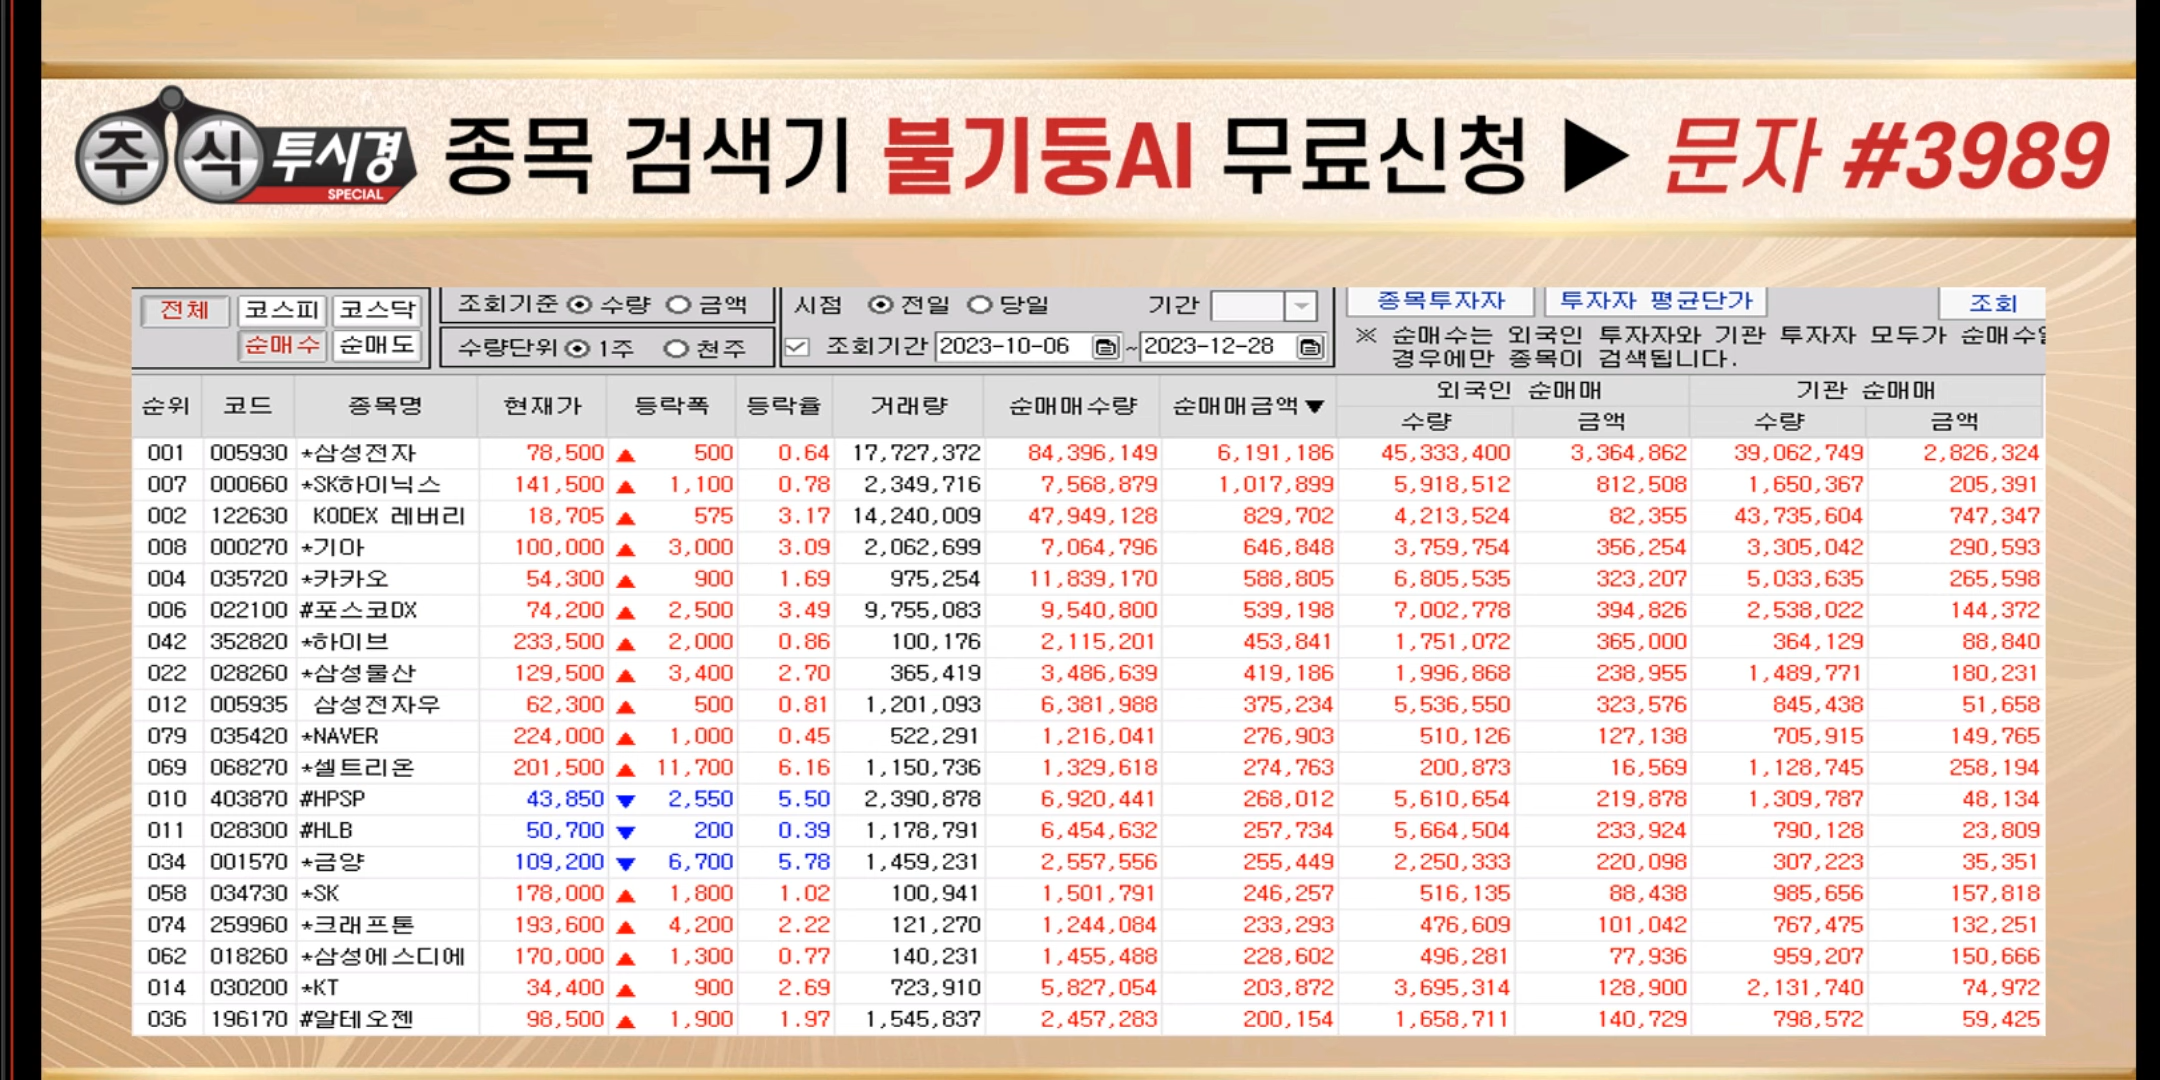 주식투시경 SPECIAL 종목 검색기 불기둥AI 무료신청 ▶ 문자 #3989
전체 코스피 코스닥 조회기준 수량 금액 시점 전일 당일 기간 종목투자자 투자자 평균단가 조회
순매수 순매도 수량단위 1주 천주 조회기간 2023-10-06 ~ 2023-12-28 ※ 순매수는 외국인 투자자와 기관 투자자 모두가
경우에만 종목이 검색됩니다.
순위 코드 종목명 현재가 등락폭 등락율 거래량 순매매수량 순매매금액▼ 외국인 순매매 기관 순매매
수량 금액 수량 금액
001 005930 *삼성전자 78,500 ▲ 500 0.64 17,727,372 84,396,149 6,191,186 45,333,400 3,364,862 39,062,749 2,826,324
007 000660 *SK하이닉스 141,500 ▲ 1,100 0.78 2,349,716 7,568,879 1,017,899 5,918,512 812,508 1,650,367 205,391
002 122630 KODEX 레버리 18,705 ▲ 575 3.17 14,240,009 47,949,128 829,702 4,213,524 82,355 43,735,604 747,347
008 000270 *기아 100,000 ▲ 3,000 3.09 2,062,699 7,064,796 646,848 3,759,754 356,254 3,305,042 290,593
004 035720 *카카오 54,300 ▲ 900 1.69 975,254 11,839,170 588,805 6,805,535 323,207 5,033,635 265,598
006 022100 #포스코DX 74,200 ▲ 2,500 3.49 9,755,083 9,540,800 539,198 7,002,778 394,826 2,538,022 144,372
042 352820 *하이브 233,500 ▲ 2,000 0.86 100,176 2,115,201 453,841 1,751,072 365,000 364,129 88,840
022 028260 *삼성물산 129,500 ▲ 3,400 2.70 365,419 3,486,639 419,186 1,996,868 238,955 1,489,771 180,231
012 005935 삼성전자우 62,300 ▲ 500 0.81 1,201,093 6,381,988 375,234 5,536,550 323,576 845,438 51,658
079 035420 *NAVER 224,000 ▲ 1,000 0.45 522,291 1,216,041 276,903 510,126 127,138 705,915 149,765
069 068270 *셀트리온 201,500 ▲ 11,700 6.16 1,150,736 1,329,618 274,763 200,873 16,569 1,128,745 258,194
010 403870 #HPSP 43,850 ▼ 2,550 5.50 2,390,878 6,920,441 268,012 5,610,654 219,878 1,309,787 48,134
011 028300 #HLB 50,700 ▼ 200 0.39 1,178,791 6,454,632 257,734 5,664,504 233,924 790,128 23,809
034 001570 *금양 109,200 ▼ 6,700 5.78 1,459,231 2,557,556 255,449 2,250,333 220,098 307,223 35,351
058 034730 *SK 178,000 ▲ 1,800 1.02 100,941 1,501,791 246,257 516,135 88,438 985,656 157,818
074 259960 *크래프톤 193,600 ▲ 4,200 2.22 121,270 1,244,084 233,293 476,609 101,042 767,475 132,251
062 018260 *삼성에스디에 170,000 ▲ 1,300 0.77 140,231 1,455,488 228,602 496,281 77,936 959,207 150,666
014 030200 *KT 34,400 ▲ 900 2.69 723,910 5,827,054 203,872 3,695,314 128,900 2,131,740 74,972
036 196170 #알테오젠 98,500 ▲ 1,900 1.97 1,545,837 2,457,283 200,154 1,658,711 140,729 798,572 59,425